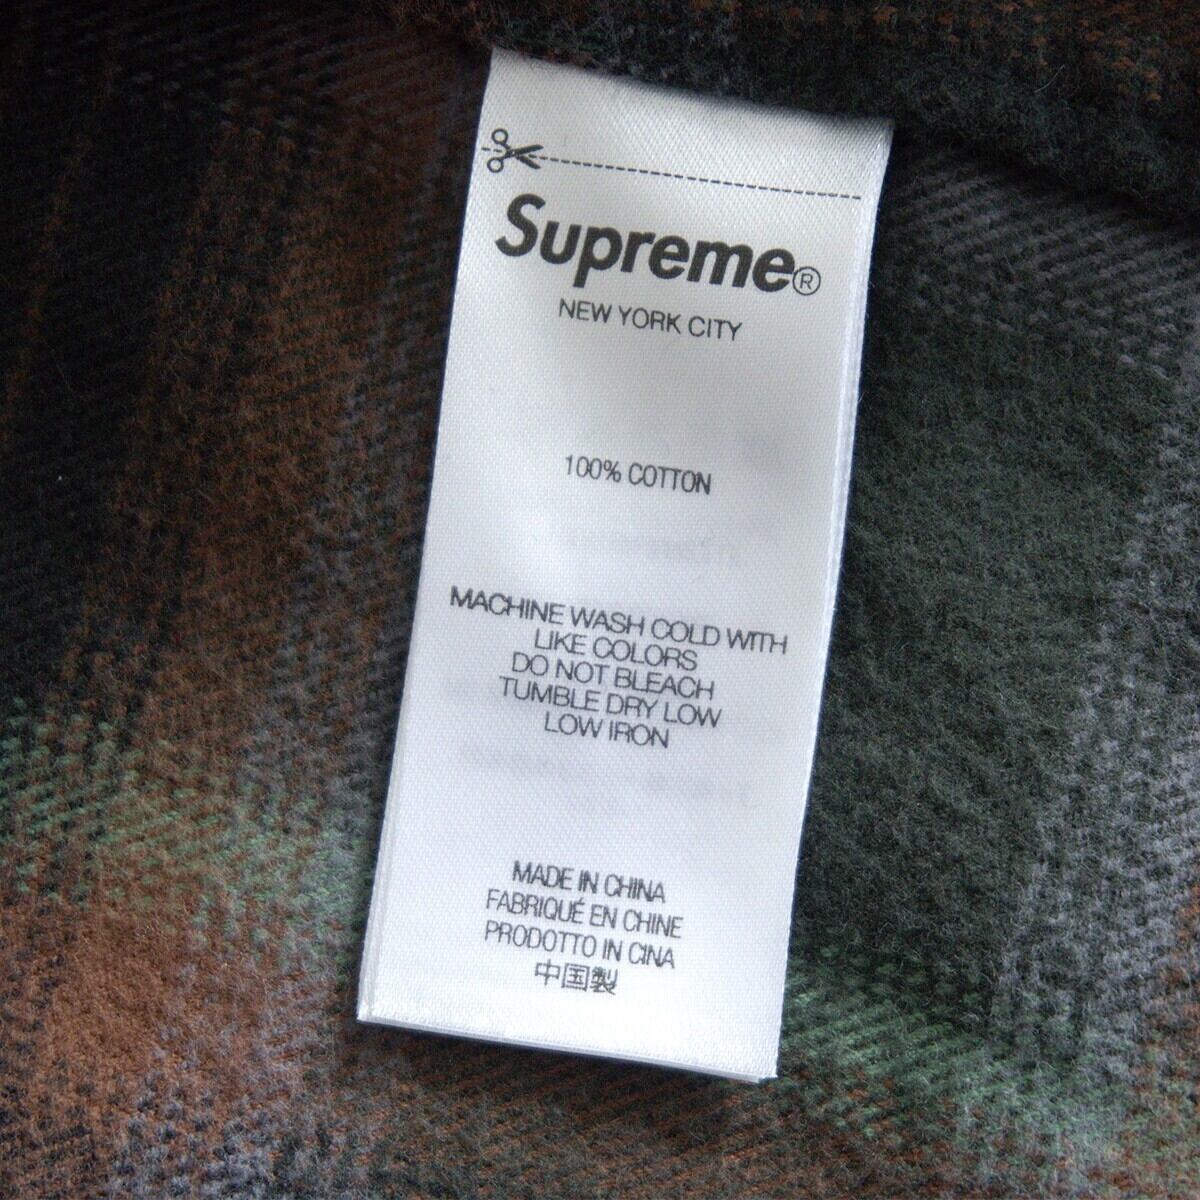 Supreme®
NEW YORK CITY
100% COTTON
MACHINE WASH COLD WITH
LIKE COLORS
DO NOT BLEACH
TUMBLE DRY LOW
LOW IRON
MADE IN CHINA
FABRIQUÉ EN CHINE
PRODOTTO IN CINA
中国製